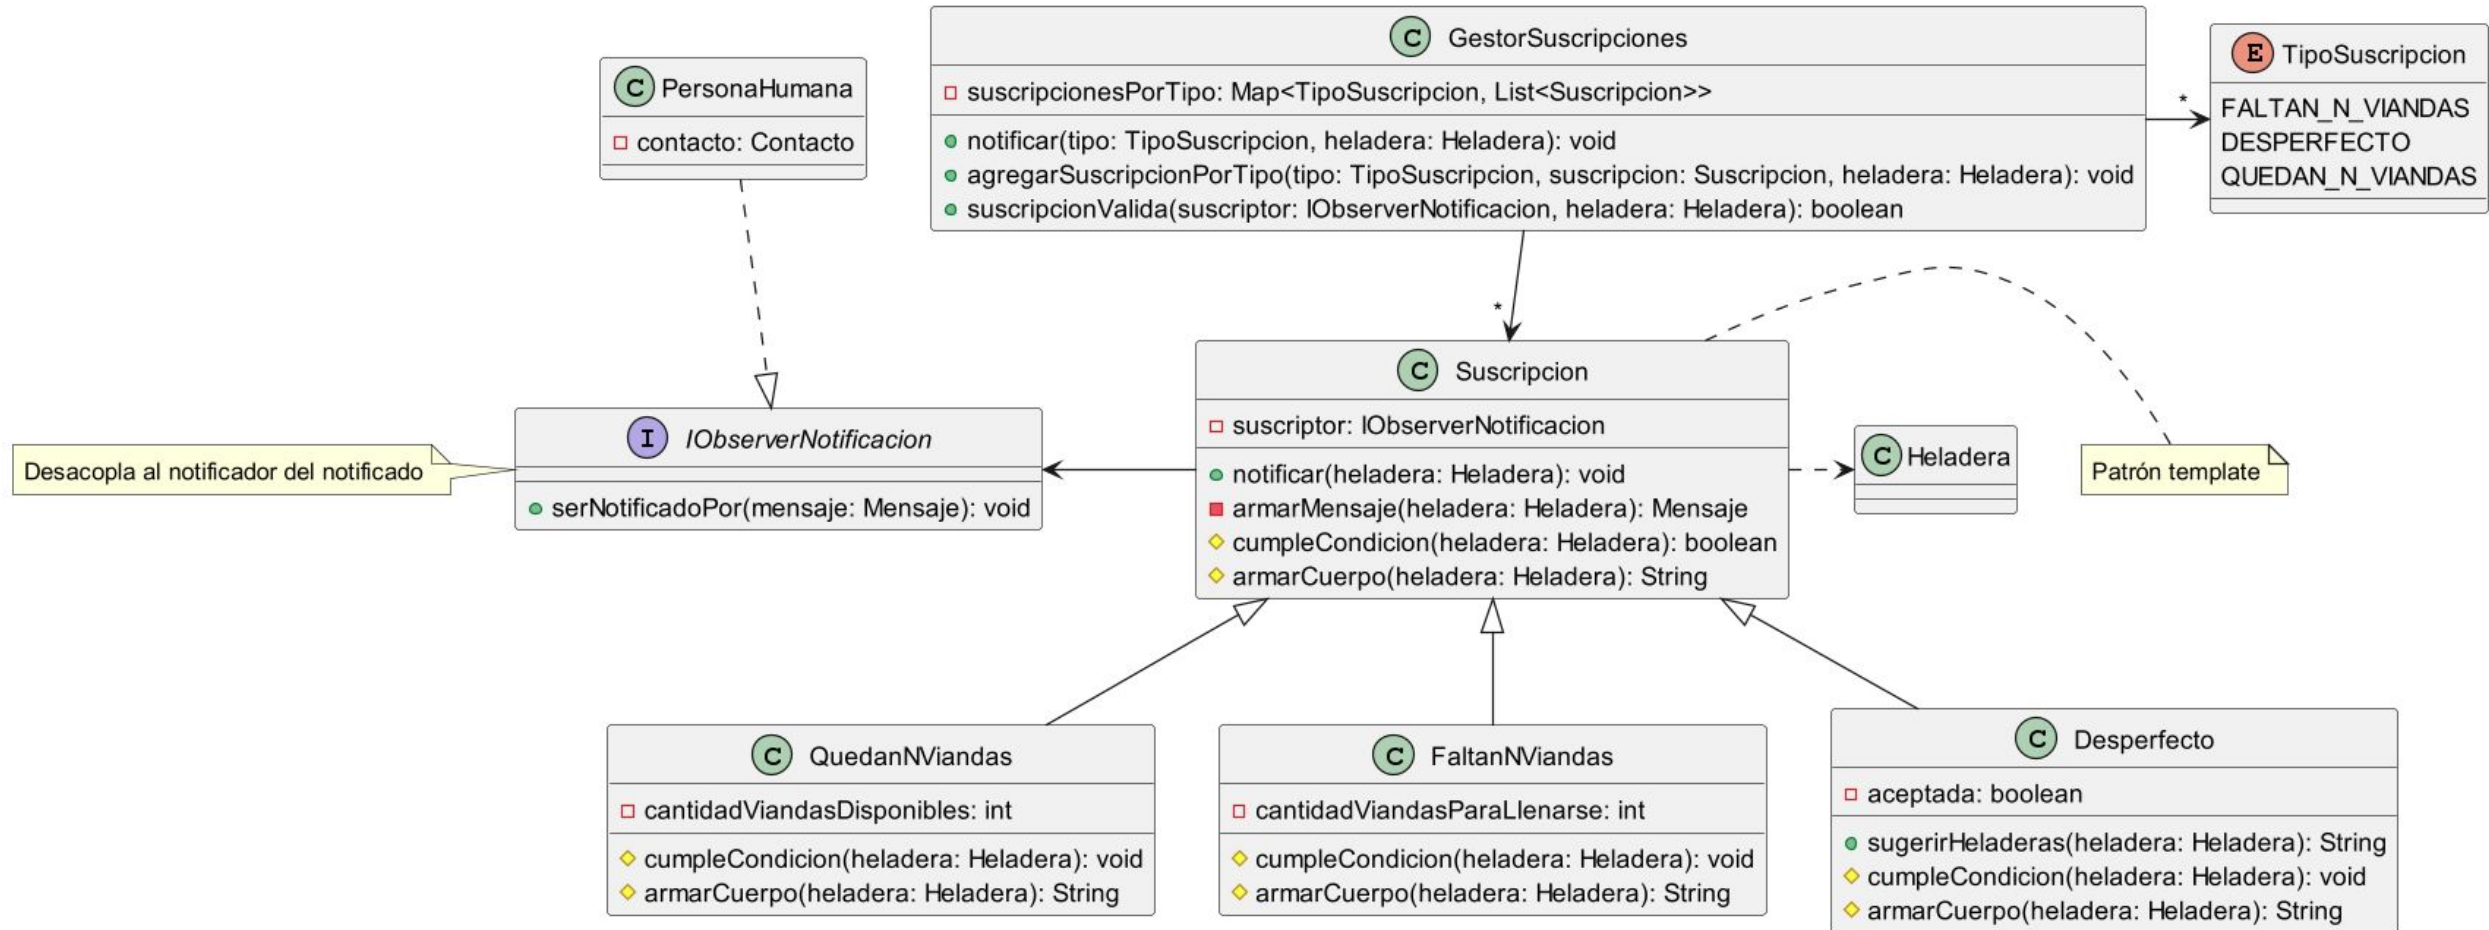 C GestorSuscripciones
suscripcionesPorTipo: Map<TipoSuscripcion, List<Suscripcion>>
notificar(tipo: TipoSuscripcion, heladera: Heladera): void
agregarSuscripcionPorTipo(tipo: TipoSuscripcion, suscripcion: Suscripcion, heladera: Heladera): void
suscripcionValida(suscriptor: IObserverNotificacion, heladera: Heladera): boolean
E TipoSuscripcion
FALTAN_N_VIANDAS
DESPERFECTO
QUEDAN_N_VIANDAS
*
C PersonaHumana
contacto: Contacto
*
C Suscripcion
suscriptor: IObserverNotificacion
notificar(heladera: Heladera): void
armarMensaje(heladera: Heladera): Mensaje
cumpleCondicion(heladera: Heladera): boolean
armarCuerpo(heladera: Heladera): String
I IObserverNotificacion
serNotificadoPor(mensaje: Mensaje): void
Desacopla al notificador del notificado
C Heladera
Patrón template
C QuedanNViandas
cantidadViandasDisponibles: int
cumpleCondicion(heladera: Heladera): void
armarCuerpo(heladera: Heladera): String
C FaltanNViandas
cantidadViandasParaLlenarse: int
cumpleCondicion(heladera: Heladera): void
armarCuerpo(heladera: Heladera): String
C Desperfecto
aceptada: boolean
sugerirHeladeras(heladera: Heladera): String
cumpleCondicion(heladera: Heladera): void
armarCuerpo(heladera: Heladera): String